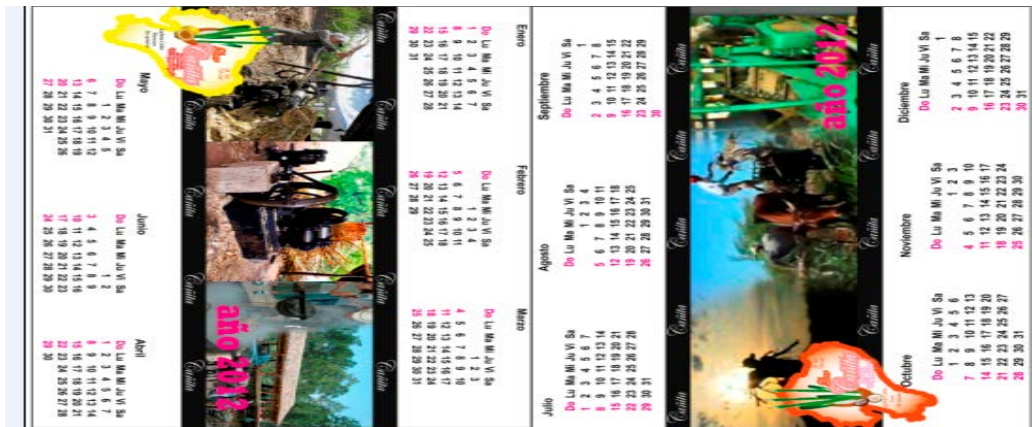 Enero
Do Lu Ma Mi Ju Vi Sa
1 2 3 4 5 6 7
8 9 10 11 12 13 14
15 16 17 18 19 20 21
22 23 24 25 26 27 28
29 30 31
Febrero
Do Lu Ma Mi Ju Vi Sa
1 2 3 4
5 6 7 8 9 10 11
12 13 14 15 16 17 18
19 20 21 22 23 24 25
26 27 28 29
Marzo
Do Lu Ma Mi Ju Vi Sa
1 2 3
4 5 6 7 8 9 10
11 12 13 14 15 16 17
18 19 20 21 22 23 24
25 26 27 28 29 30 31
Cañita
Cañita
Cañita
Cañita
año 2012
Cañita
Cañita
Cañita
Cañita
Mayo
Do Lu Ma Mi Ju Vi Sa
1 2 3 4 5
6 7 8 9 10 11 12
13 14 15 16 17 18 19
20 21 22 23 24 25 26
27 28 29 30 31
Junio
Do Lu Ma Mi Ju Vi Sa
1 2
3 4 5 6 7 8 9
10 11 12 13 14 15 16
17 18 19 20 21 22 23
24 25 26 27 28 29 30
Abril
Do Lu Ma Mi Ju Vi Sa
1 2 3 4 5 6 7
8 9 10 11 12 13 14
15 16 17 18 19 20 21
22 23 24 25 26 27 28
29 30
Julio
Do Lu Ma Mi Ju Vi Sa
1 2 3 4 5 6 7
8 9 10 11 12 13 14
15 16 17 18 19 20 21
22 23 24 25 26 27 28
29 30 31
Agosto
Do Lu Ma Mi Ju Vi Sa
1 2 3 4
5 6 7 8 9 10 11
12 13 14 15 16 17 18
19 20 21 22 23 24 25
26 27 28 29 30 31
Septiembre
Do Lu Ma Mi Ju Vi Sa
1
2 3 4 5 6 7 8
9 10 11 12 13 14 15
16 17 18 19 20 21 22
23 24 25 26 27 28 29
30
Cañita
Cañita
Cañita
Cañita
año 2012
Cañita
Cañita
Cañita
Octubre
Do Lu Ma Mi Ju Vi Sa
1 2 3 4 5 6
7 8 9 10 11 12 13
14 15 16 17 18 19 20
21 22 23 24 25 26 27
28 29 30 31
Noviembre
Do Lu Ma Mi Ju Vi Sa
1 2 3
4 5 6 7 8 9 10
11 12 13 14 15 16 17
18 19 20 21 22 23 24
25 26 27 28 29 30
Diciembre
Do Lu Ma Mi Ju Vi Sa
1
2 3 4 5 6 7 8
9 10 11 12 13 14 15
16 17 18 19 20 21 22
23 24 25 26 27 28 29
30 31